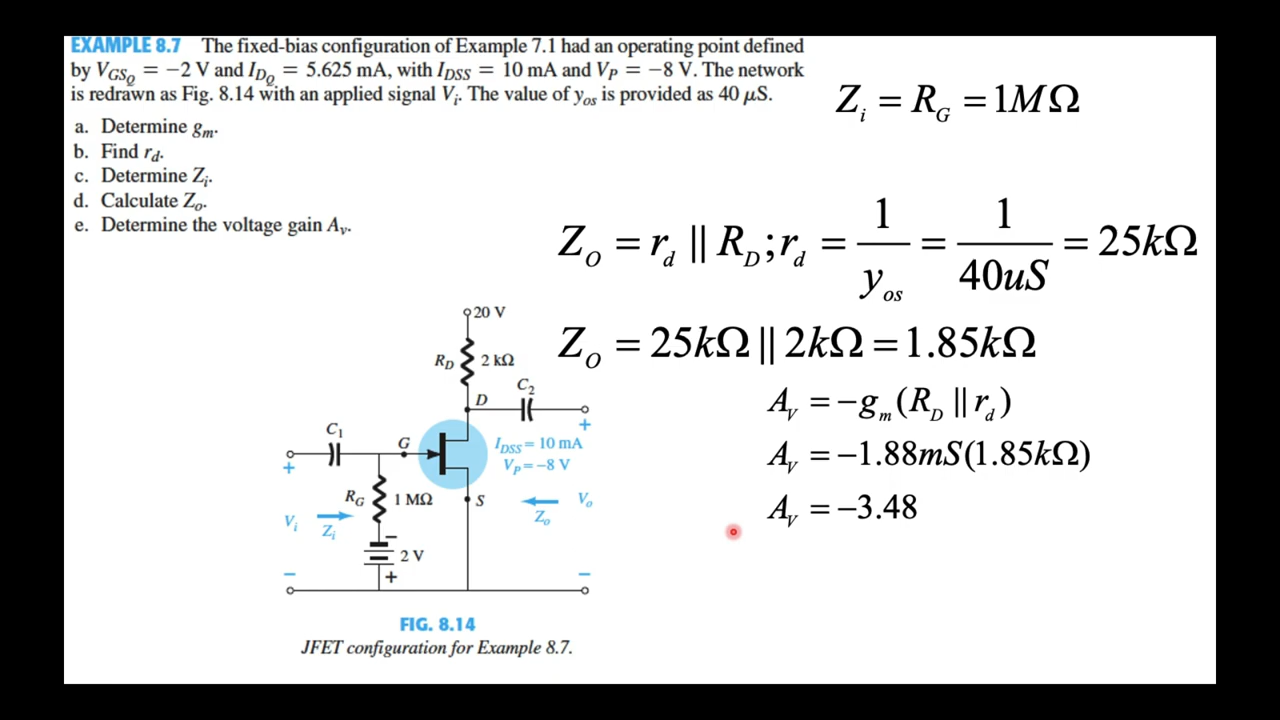 EXAMPLE 8.7 The fixed-bias configuration of Example 7.1 had an operating point defined
by V_GS_Q = −2 V and I_D_Q = 5.625 mA, with I_DSS = 10 mA and V_P = −8 V. The network
is redrawn as Fig. 8.14 with an applied signal V_i. The value of y_os is provided as 40 μS.
a. Determine g_m.
b. Find r_d.
c. Determine Z_i.
d. Calculate Z_o.
e. Determine the voltage gain A_v.
Z_i = R_G = 1MΩ
Z_O = r_d || R_D; r_d = 1/y_os = 1/40uS = 25kΩ
Z_O = 25kΩ || 2kΩ = 1.85kΩ
A_V = −g_m(R_D || r_d)
A_V = −1.88mS(1.85kΩ)
A_V = −3.48
20 V
R_D 2 kΩ
C_2
D
+
C_1
G
I_DSS = 10 mA
V_P = −8 V
+
R_G 1 MΩ
S
V_o
Z_o
V_i
Z_i
−
2 V
+
−
−
FIG. 8.14
JFET configuration for Example 8.7.